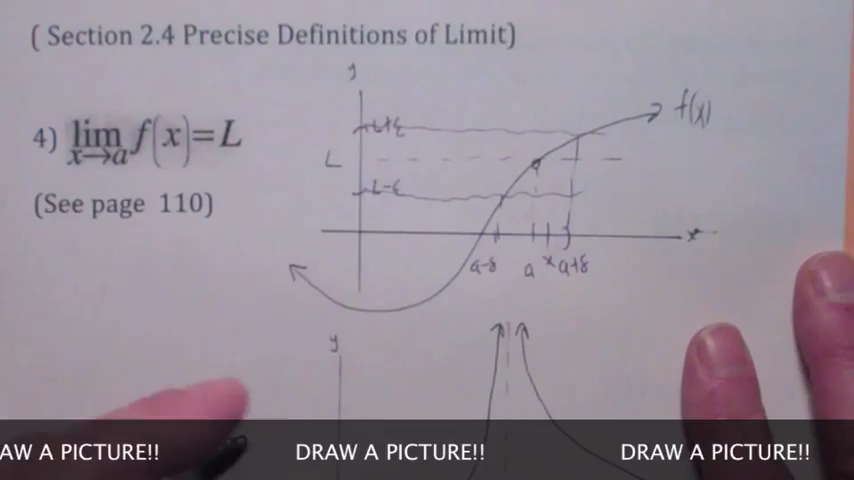 ( Section 2.4 Precise Definitions of Limit)
y
4) lim f(x)=L
x→a
f(x)
L+ε
L
L-ε
(See page 110)
x
a-δ a x a+δ
y
AW A PICTURE!! DRAW A PICTURE!! DRAW A PICTURE!!